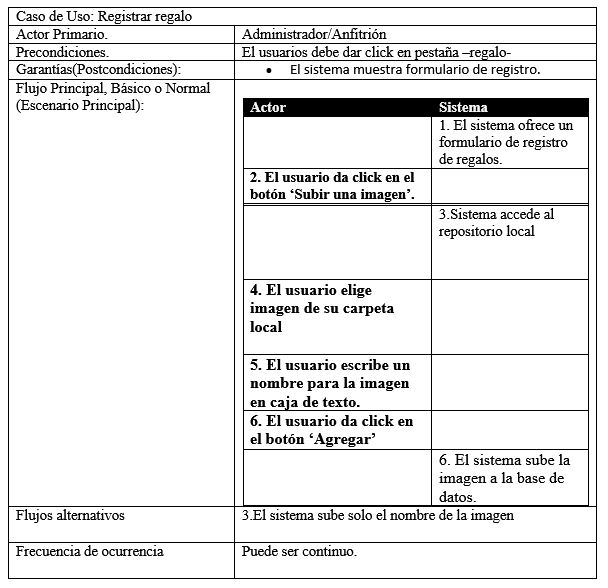 Caso de Uso: Registrar regalo
Actor Primario. Administrador/Anfitrión
Precondiciones. El usuarios debe dar click en pestaña –regalo-
Garantías(Postcondiciones): • El sistema muestra formulario de registro.
Flujo Principal, Básico o Normal
(Escenario Principal):
Actor Sistema
1. El sistema ofrece un
formulario de registro
de regalos.
2. El usuario da click en el
botón ‘Subir una imagen’.
3.Sistema accede al
repositorio local
4. El usuario elige
imagen de su carpeta
local
5. El usuario escribe un
nombre para la imagen
en caja de texto.
6. El usuario da click en
el botón ‘Agregar’
6. El sistema sube la
imagen a la base de
datos.
Flujos alternativos 3.El sistema sube solo el nombre de la imagen
Frecuencia de ocurrencia Puede ser continuo.